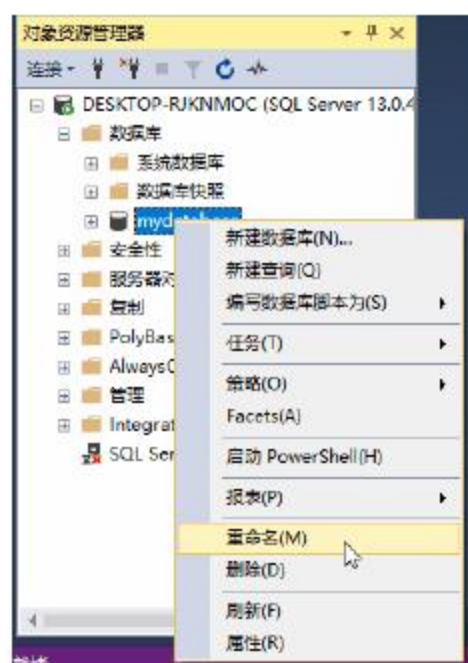 对象资源管理器
连接
DESKTOP-RJKNMOC (SQL Server 13.0.4
数据库
系统数据库
数据库快照
mydatabase
安全性
服务器对
复制
PolyBas
Always
管理
Integrat
SQL Ser
新建数据库(N)...
新建查询(Q)
编写数据库脚本为(S)
任务(T)
策略(O)
Facets(A)
启动 PowerShell(H)
报表(P)
重命名(M)
删除(D)
刷新(F)
属性(R)
就绪